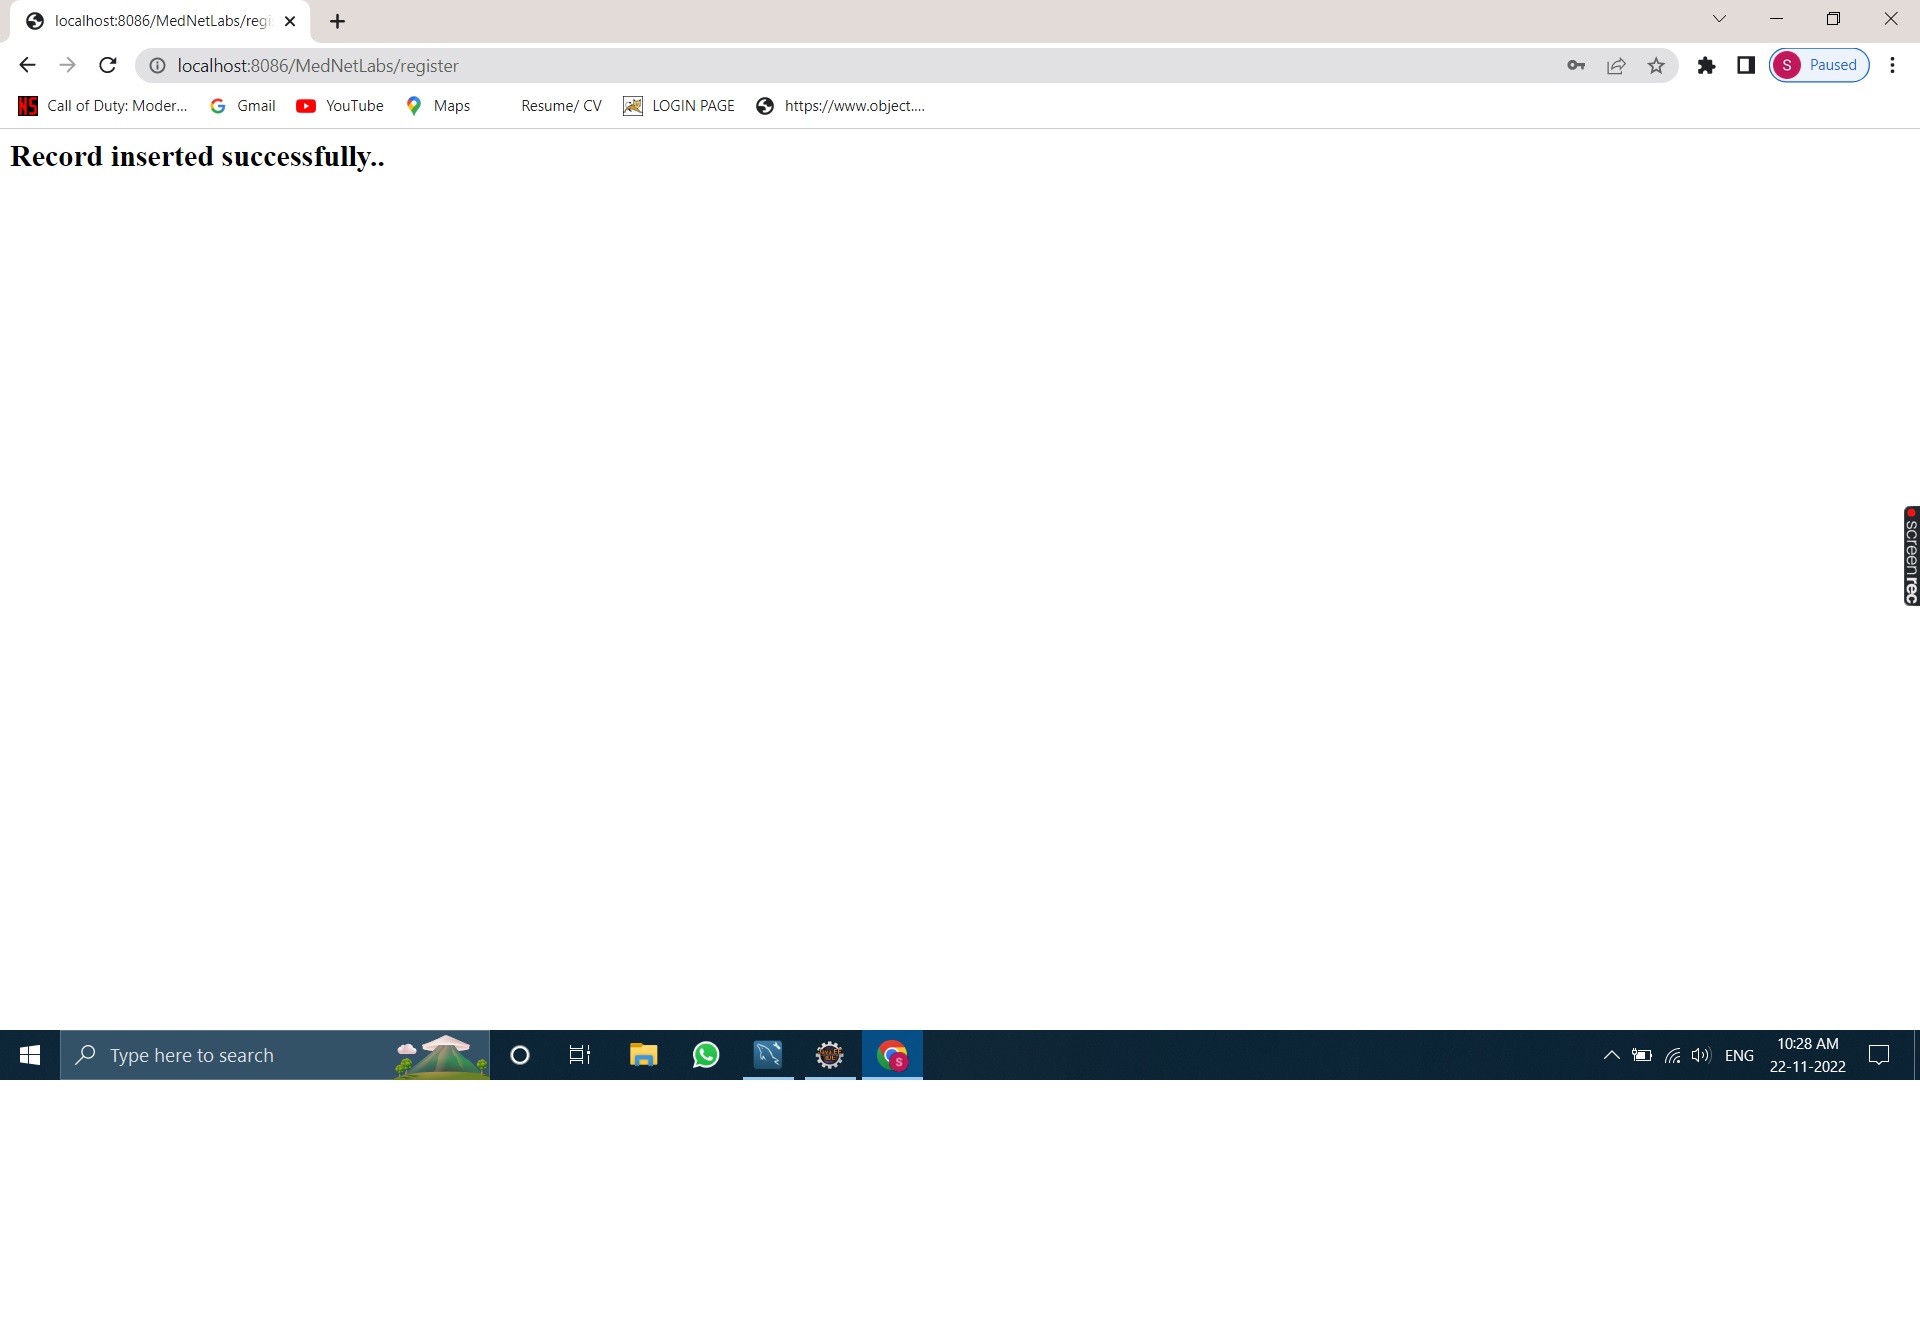 localhost:8086/MedNetLabs/regi
localhost:8086/MedNetLabs/register
S Paused
NS Call of Duty: Moder... Gmail YouTube Maps Resume/ CV LOGIN PAGE https://www.object....
Record inserted successfully..
screenrec
Type here to search
S
ENG
10:28 AM
22-11-2022